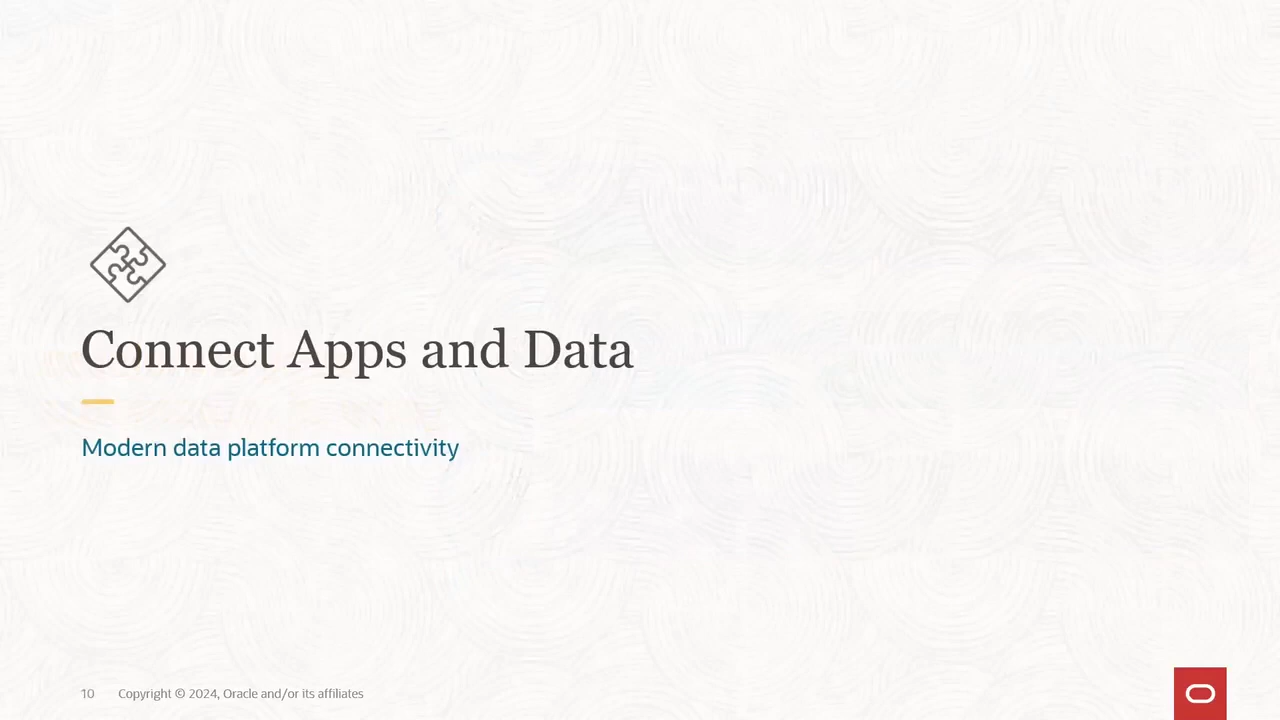 Connect Apps and Data
Modern data platform connectivity
10 Copyright © 2024, Oracle and/or its affiliates